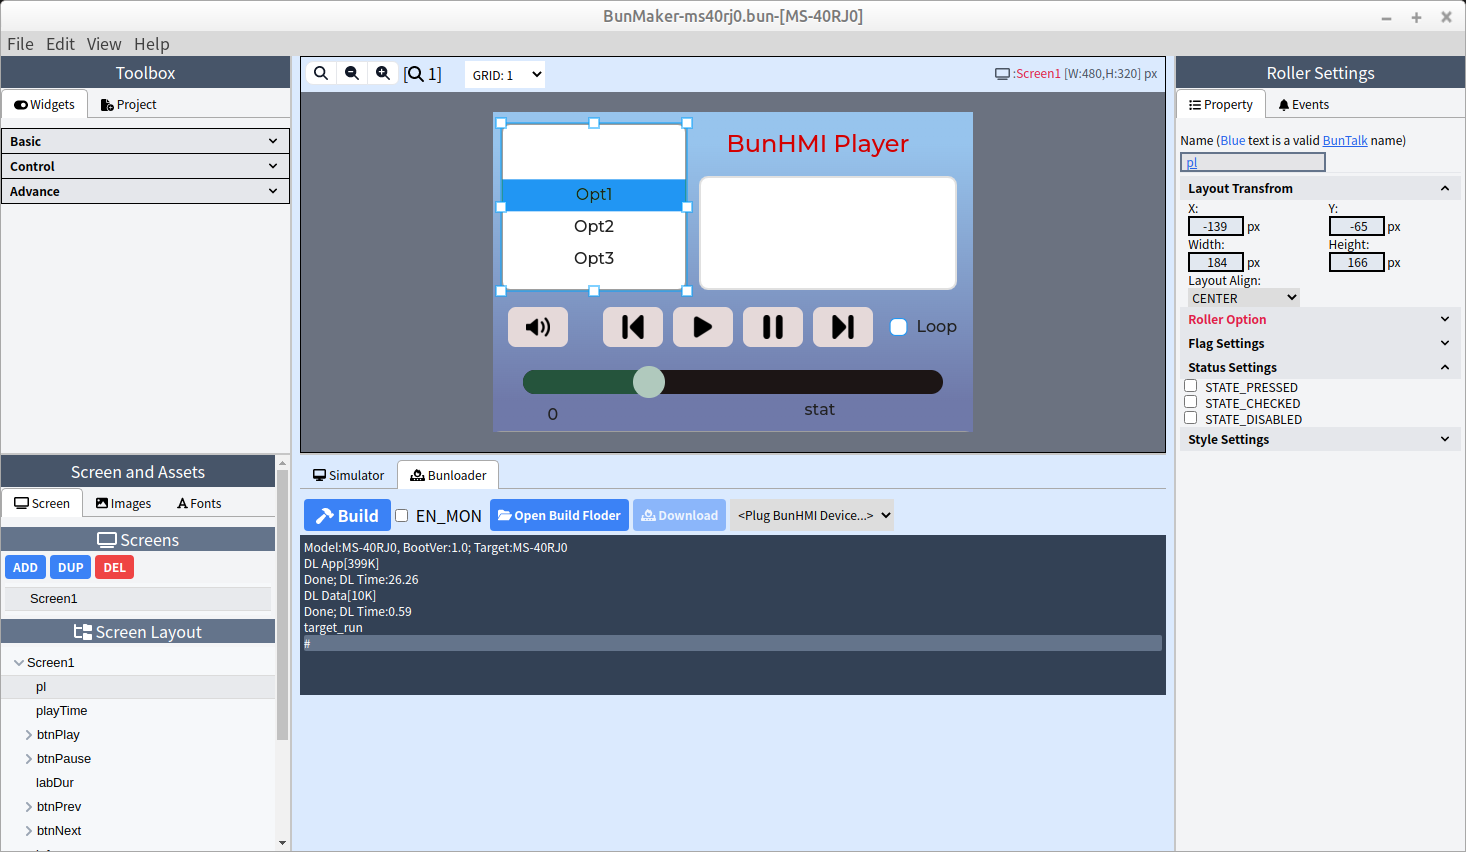 BunMaker-ms40rj0.bun-[MS-40RJ0]
File Edit View Help
Toolbox
Widgets Project
Basic
Control
Advance
Screen and Assets
Screen Images Fonts
Screens
ADD DUP DEL
Screen1
Screen Layout
Screen1
pl
playTime
btnPlay
btnPause
labDur
btnPrev
btnNext
[ 1] GRID: 1 :Screen1 [W:480,H:320] px
BunHMI Player
Opt1
Opt2
Opt3
Loop
0 stat
Simulator Bunloader
Build EN_MON Open Build Floder Download <Plug BunHMI Device...>
Model:MS-40RJ0, BootVer:1.0; Target:MS-40RJ0
DL App[399K]
Done; DL Time:26.26
DL Data[10K]
Done; DL Time:0.59
target_run
#
Roller Settings
Property Events
Name (Blue text is a valid BunTalk name)
pl
Layout Transfrom
X: Y:
-139 px -65 px
Width: Height:
184 px 166 px
Layout Align:
CENTER
Roller Option
Flag Settings
Status Settings
STATE_PRESSED
STATE_CHECKED
STATE_DISABLED
Style Settings